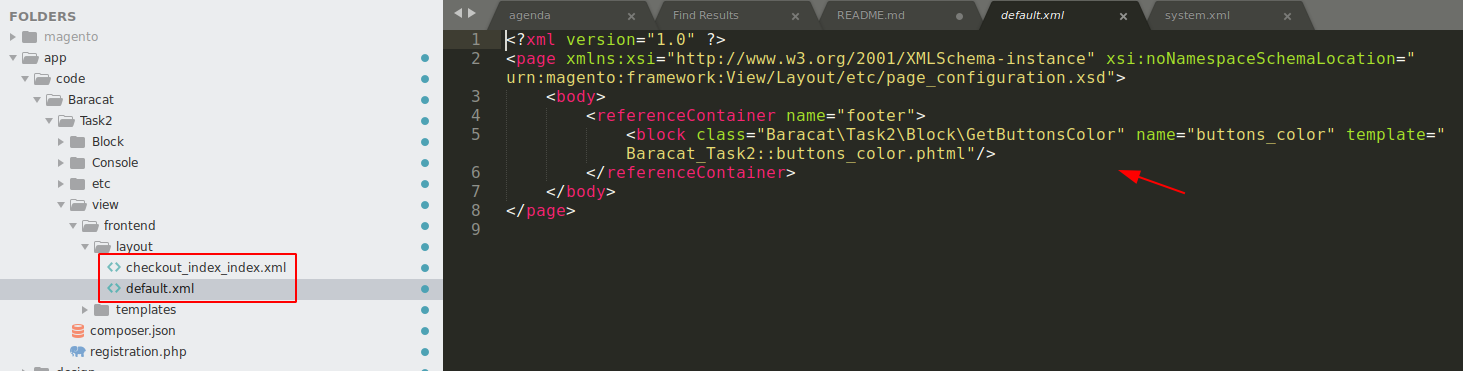 FOLDERS
magento
app
code
Baracat
Task2
Block
Console
etc
view
frontend
layout
checkout_index_index.xml
default.xml
templates
composer.json
registration.php
agenda
Find Results
README.md
default.xml
system.xml
1 <?xml version="1.0" ?>
2 <page xmlns:xsi="http://www.w3.org/2001/XMLSchema-instance" xsi:noNamespaceSchemaLocation="
urn:magento:framework:View/Layout/etc/page_configuration.xsd">
3 <body>
4 <referenceContainer name="footer">
5 <block class="Baracat\Task2\Block\GetButtonsColor" name="buttons_color" template="
Baracat_Task2::buttons_color.phtml"/>
6 </referenceContainer>
7 </body>
8 </page>
9